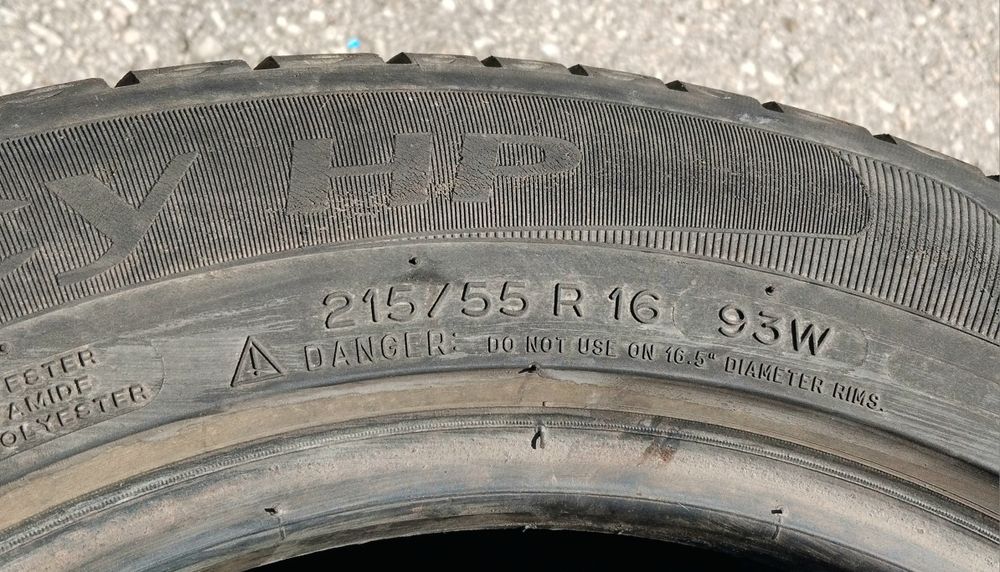 y HP
215/55 R 16 93W
DANGER: DO NOT USE ON 16.5" DIAMETER RIMS.
ESTER
AMIDE
OLYESTER